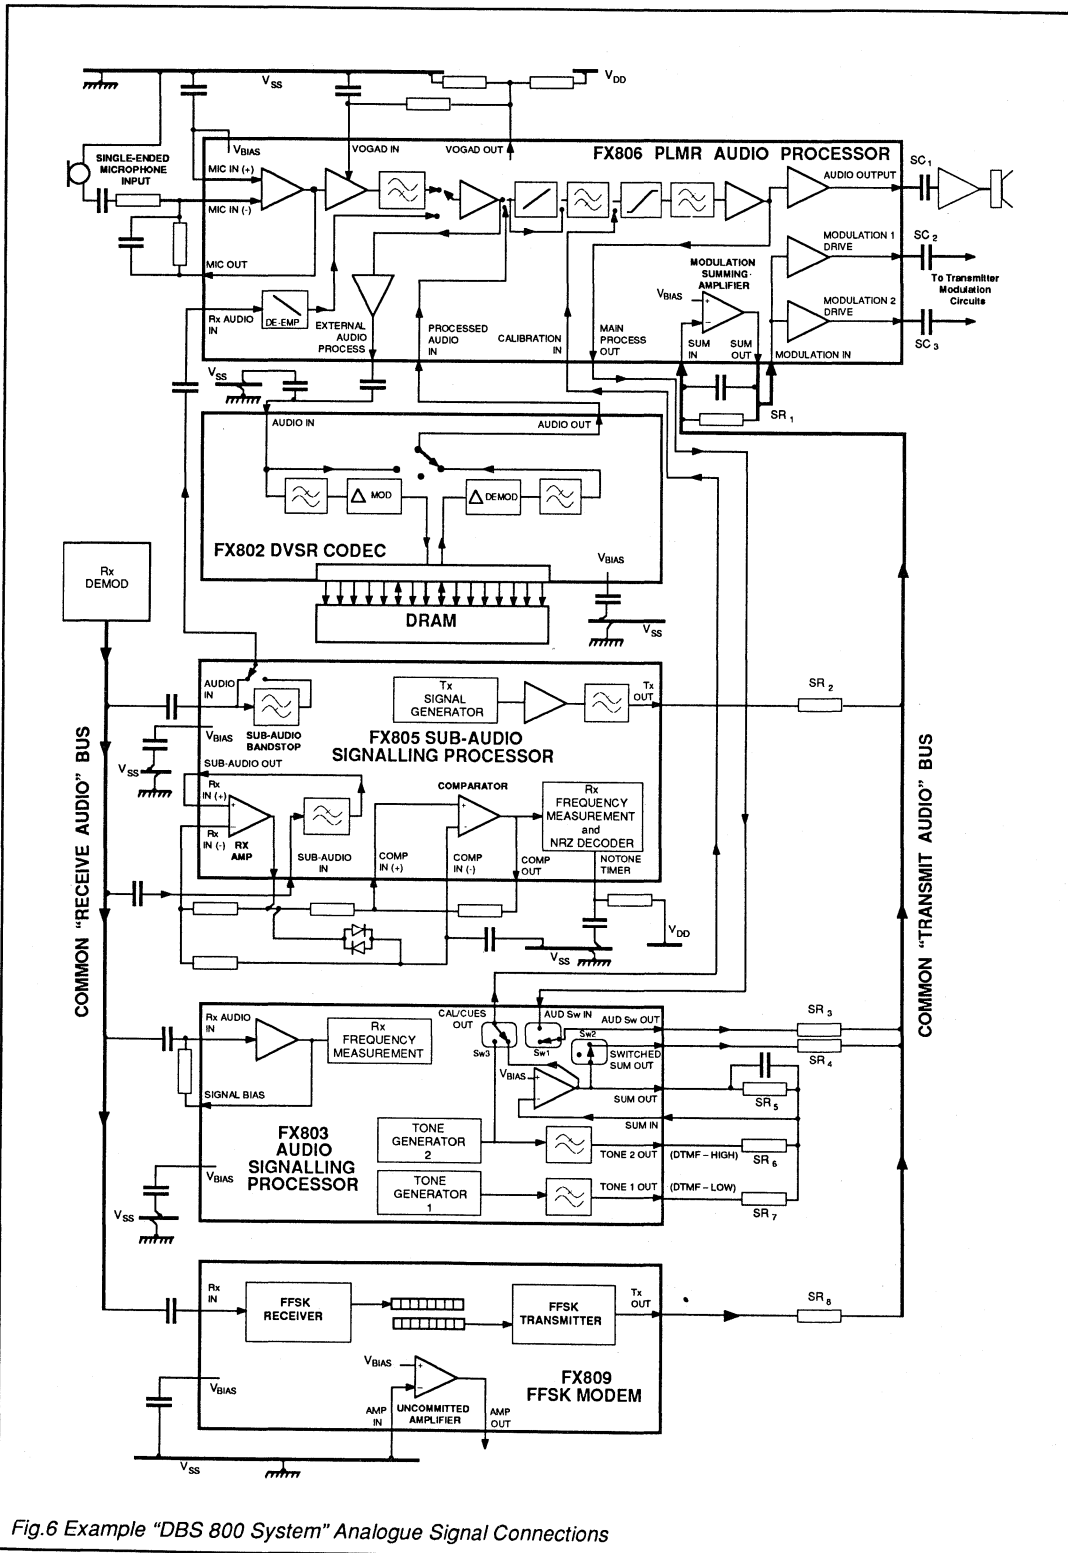 VSS
VDD
VBIAS
VOGAD IN
VOGAD OUT
FX806 PLMR AUDIO PROCESSOR
SINGLE-ENDED
MICROPHONE
INPUT
MIC IN (+)
MIC IN (-)
MIC OUT
AUDIO OUTPUT
SC1
MODULATION 1
DRIVE
SC2
To Transmitter
Modulation
Circuits
MODULATION
SUMMING-
AMPLIFIER
VBIAS
+
−
MODULATION 2
DRIVE
SC3
Rx AUDIO
IN
DE-EMP
EXTERNAL
AUDIO
PROCESS
PROCESSED
AUDIO
IN
CALIBRATION
IN
MAIN
PROCESS
OUT
SUM
IN
SUM
OUT
MODULATION IN
SR1
VSS
AUDIO IN
AUDIO OUT
△ MOD
△ DEMOD
FX802 DVSR CODEC
VBIAS
VSS
DRAM
Rx
DEMOD
AUDIO
IN
SUB-AUDIO
BANDSTOP
Tx
SIGNAL
GENERATOR
Tx
OUT
SR2
FX805 SUB-AUDIO
SIGNALLING PROCESSOR
VBIAS
VSS
SUB-AUDIO OUT
Rx
IN (+)
Rx
IN (-)
+
−
RX
AMP
SUB-AUDIO
IN
COMPARATOR
+
−
COMP
IN (+)
COMP
IN (-)
COMP
OUT
Rx
FREQUENCY
MEASUREMENT
and
NRZ DECODER
NOTONE
TIMER
VDD
VSS
COMMON "RECEIVE AUDIO" BUS
COMMON "TRANSMIT AUDIO" BUS
Rx AUDIO
IN
Rx
FREQUENCY
MEASUREMENT
SIGNAL BIAS
CAL/CUES
OUT
Sw3
AUD Sw IN
Sw1
AUD Sw OUT
Sw2
SWITCHED
SUM OUT
SR3
SR4
VBIAS
+
−
SUM OUT
SR5
SUM IN
FX803
AUDIO
SIGNALLING
PROCESSOR
TONE
GENERATOR
2
TONE 2 OUT
(DTMF – HIGH)
SR6
TONE
GENERATOR
1
TONE 1 OUT
(DTMF – LOW)
SR7
VBIAS
VSS
Rx
IN
FFSK
RECEIVER
FFSK
TRANSMITTER
Tx
OUT
SR8
VBIAS
+
−
UNCOMMITTED
AMPLIFIER
AMP
IN
AMP
OUT
FX809
FFSK MODEM
VBIAS
VSS
Fig.6 Example "DBS 800 System" Analogue Signal Connections